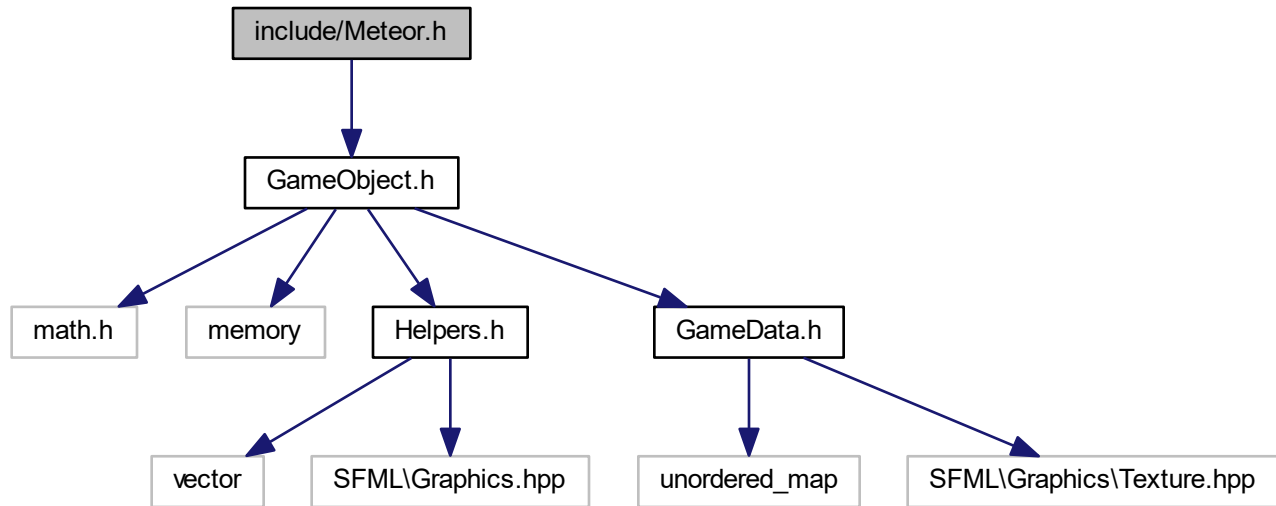 include/Meteor.h
GameObject.h
math.h
memory
Helpers.h
GameData.h
vector
SFML\Graphics.hpp
unordered_map
SFML\Graphics\Texture.hpp